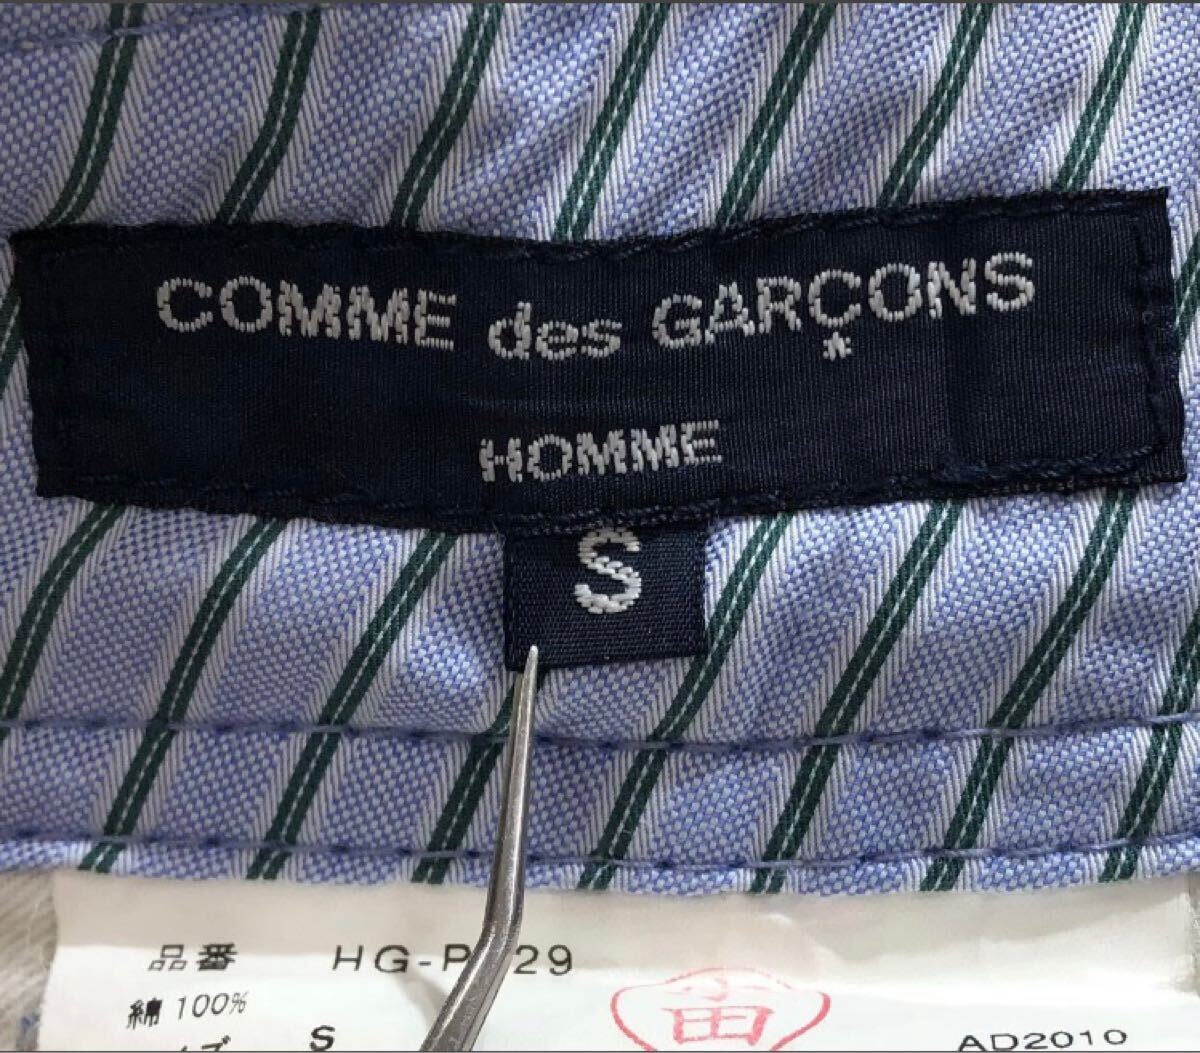 COMME des GARÇONS
HOMME
S
品番 HG-P 29
綿 100%
S
AD2010